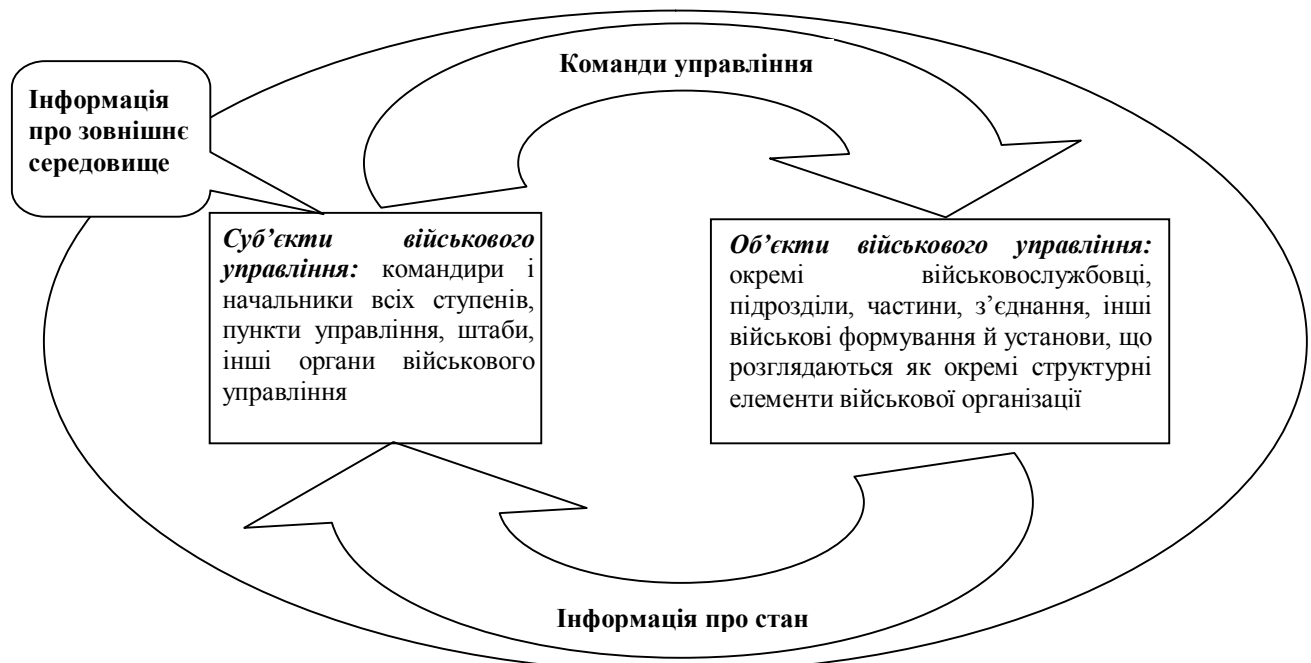 Команди управління
Інформація
про зовнішнє
середовище
Суб’єкти військового
управління: командири і
начальники всіх ступенів,
пункти управління, штаби,
інші органи військового
управління
Об’єкти військового управління:
окремі військовослужбовці,
підрозділи, частини, з’єднання, інші
військові формування й установи, що
розглядаються як окремі структурні
елементи військової організації
Інформація про стан